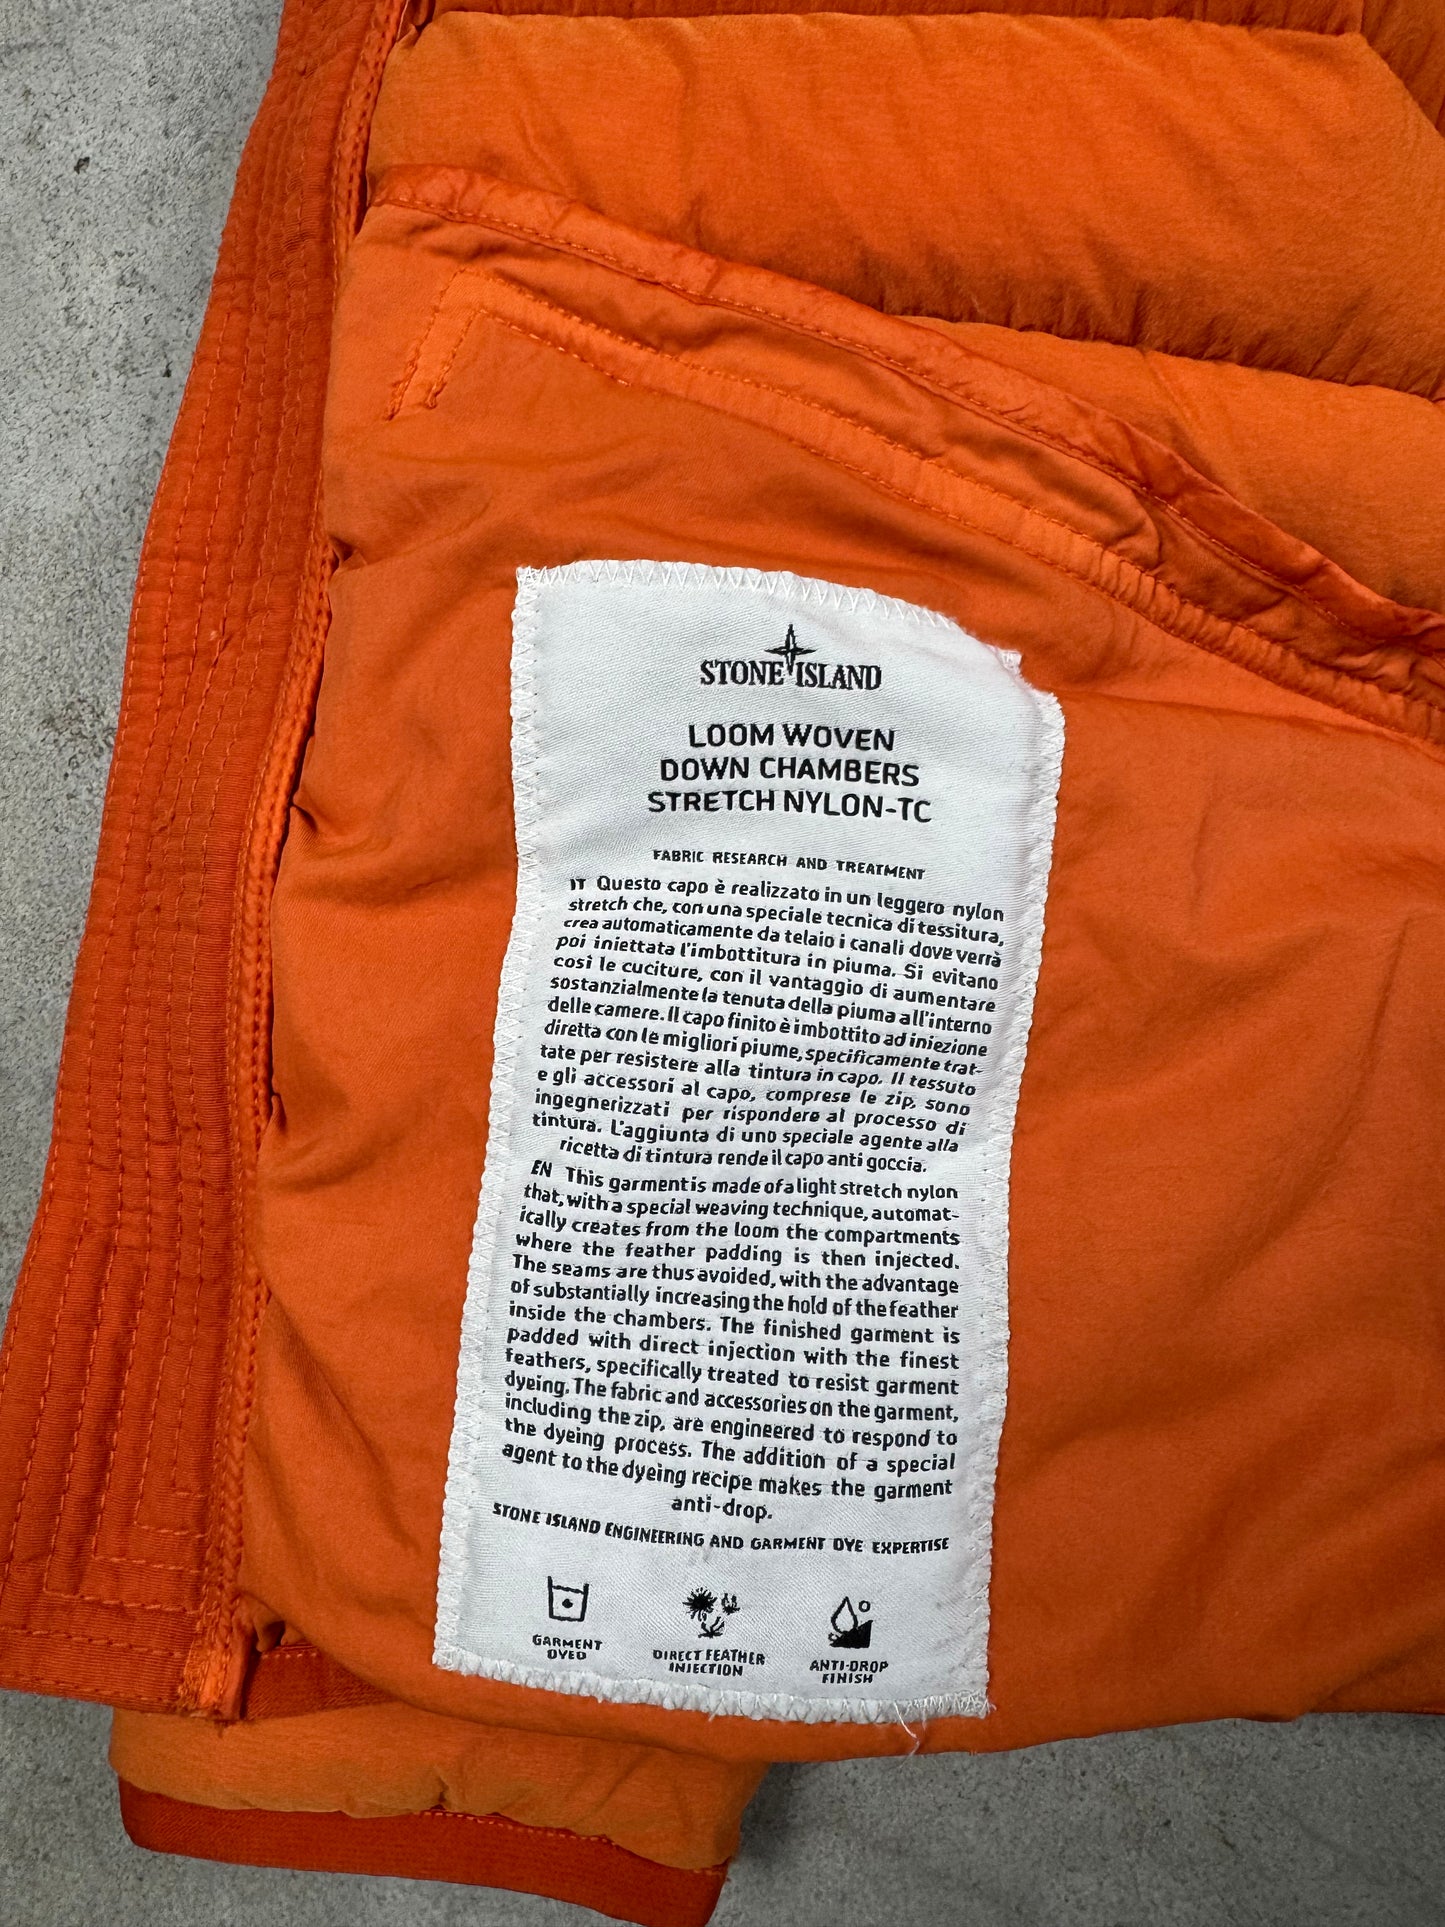 STONE ISLAND
LOOM WOVEN
DOWN CHAMBERS
STRETCH NYLON-TC
FABRIC RESEARCH AND TREATMENT
IT Questo capo è realizzato in un leggero nylon
stretch che, con una speciale tecnica di tessitura,
crea automaticamente da telaio i canali dove verrà
poi iniettata l'imbottitura in piuma. Si evitano
così le cuciture, con il vantaggio di aumentare
sostanzialmente la tenuta della piuma all'interno
delle camere. Il capo finito è imbottito ad iniezione
diretta con le migliori piume, specificamente trat-
tate per resistere alla tintura in capo. Il tessuto
e gli accessori al capo, comprese le zip, sono
ingegnerizzati per rispondere al processo di
tintura. L'aggiunta di uno speciale agente alla
ricetta di tintura rende il capo anti goccia.
EN This garment is made of a light stretch nylon
that, with a special weaving technique, automat-
ically creates from the loom the compartments
where the feather padding is then injected.
The seams are thus avoided, with the advantage
of substantially increasing the hold of the feather
inside the chambers. The finished garment is
padded with direct injection with the finest
feathers, specifically treated to resist garment
dyeing. The fabric and accessories on the garment,
including the zip, are engineered to respond to
the dyeing process. The addition of a special
agent to the dyeing recipe makes the garment
anti-drop.
STONE ISLAND ENGINEERING AND GARMENT DYE EXPERTISE
GARMENT
DYED
DIRECT FEATHER
INJECTION
ANTI-DROP
FINISH